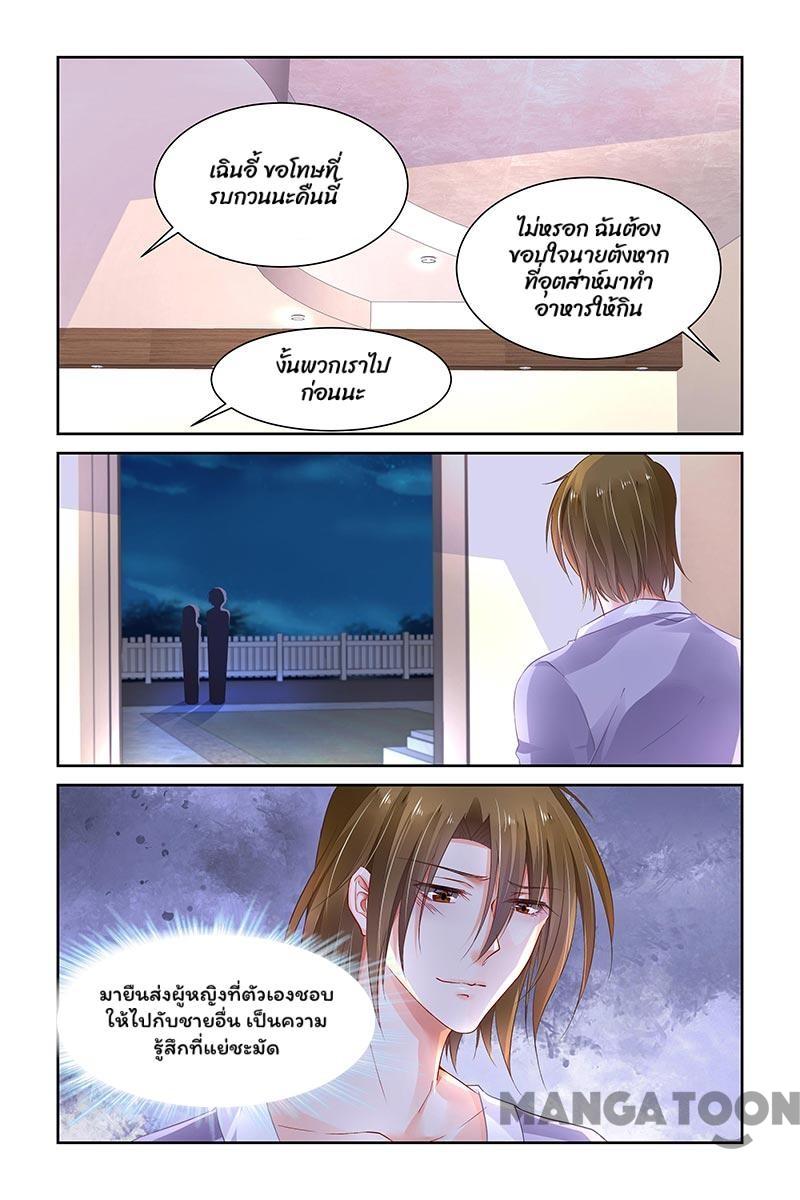 เฉินอี้ ขอโทษที่
รบกวนนะคืนนี้
ไม่หรอก ฉันต้อง
ขอบใจนายตังหาก
ที่อุตส่าห์มาทำ
อาหารให้กิน
งั้นพวกเราไป
ก่อนนะ
มายืนส่งผู้หญิงที่ตัวเองชอบ
ให้ไปกับชายอื่น เป็นความ
รู้สึกที่แย่ชะมัด
MANGATOON